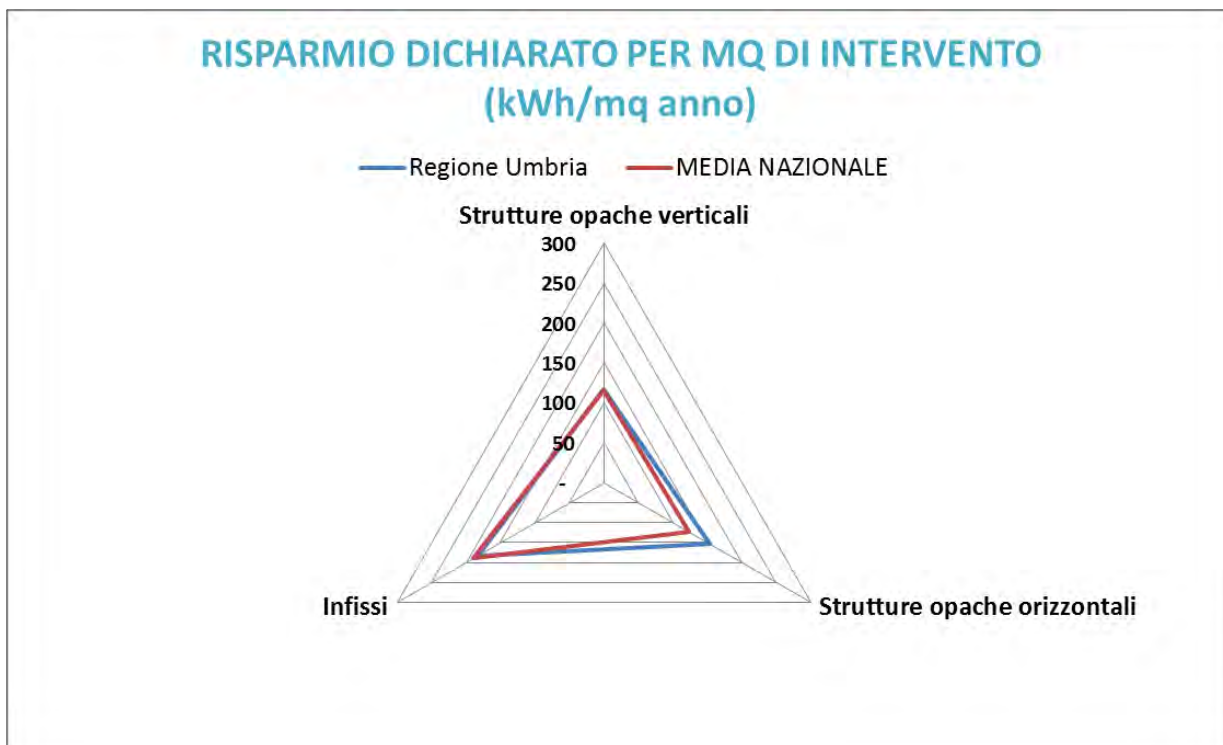 RISPARMIO DICHIARATO PER MQ DI INTERVENTO
(kWh/mq anno)
Regione Umbria MEDIA NAZIONALE
Strutture opache verticali
300
250
200
150
100
50
-
Infissi
Strutture opache orizzontali